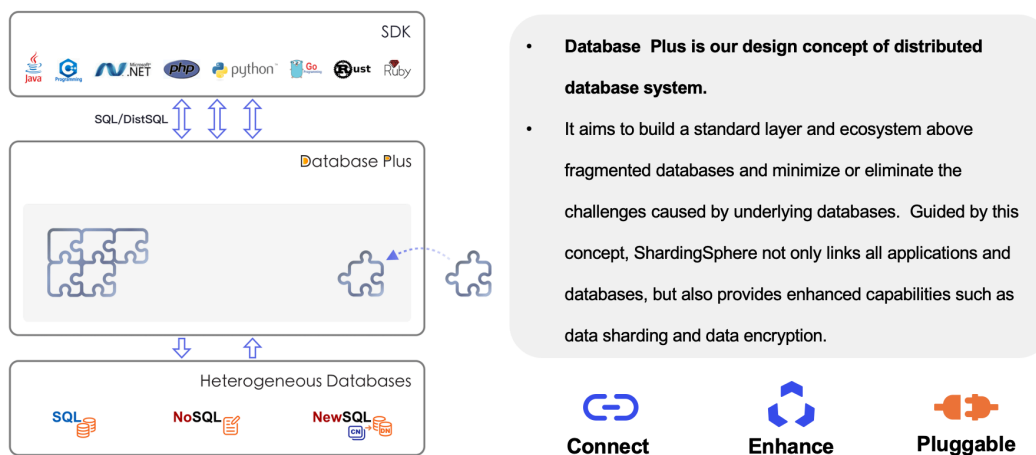 SDK
Java
C
Programming
Microsoft
.NET
php
python
Go
Programming
Rust
Ruby
SQL/DistSQL
Database Plus
Heterogeneous Databases
SQL
NoSQL
NewSQL
CN
DN
• Database Plus is our design concept of distributed
database system.
• It aims to build a standard layer and ecosystem above
fragmented databases and minimize or eliminate the
challenges caused by underlying databases. Guided by this
concept, ShardingSphere not only links all applications and
databases, but also provides enhanced capabilities such as
data sharding and data encryption.
Connect
Enhance
Pluggable